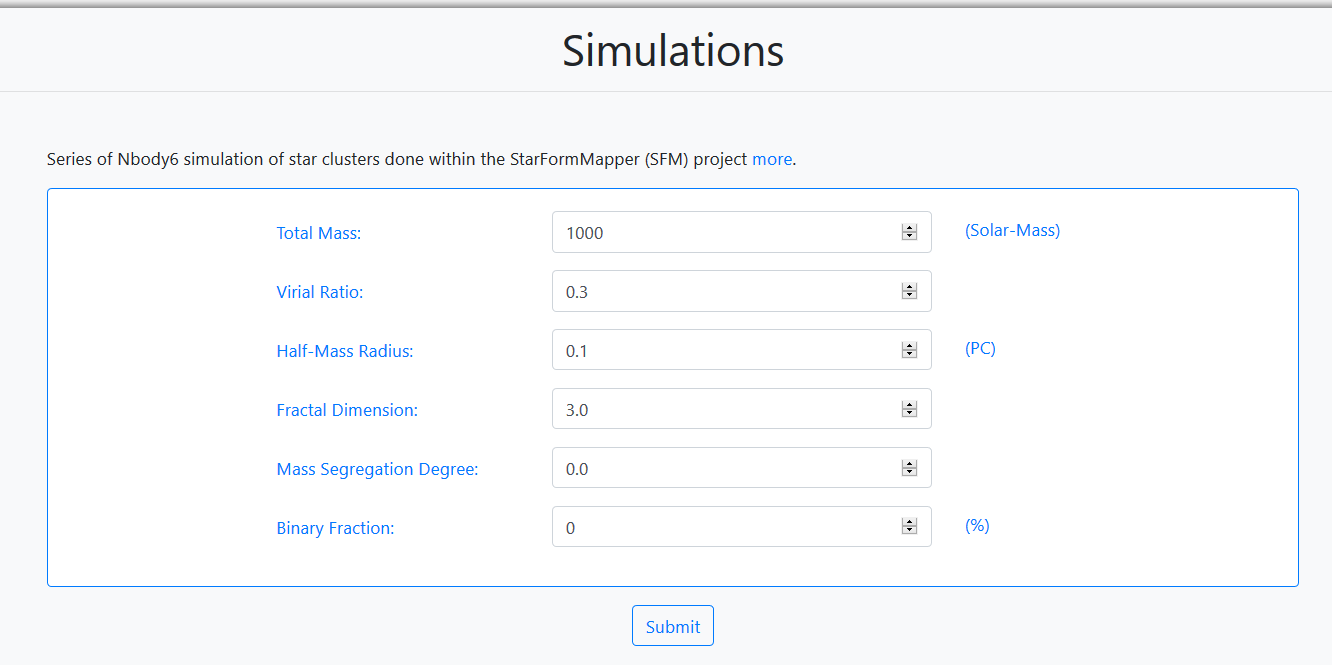 Simulations
Series of Nbody6 simulation of star clusters done within the StarFormMapper (SFM) project more.
Total Mass: 1000 (Solar-Mass)
Virial Ratio: 0.3
Half-Mass Radius: 0.1 (PC)
Fractal Dimension: 3.0
Mass Segregation Degree: 0.0
Binary Fraction: 0 (%)
Submit